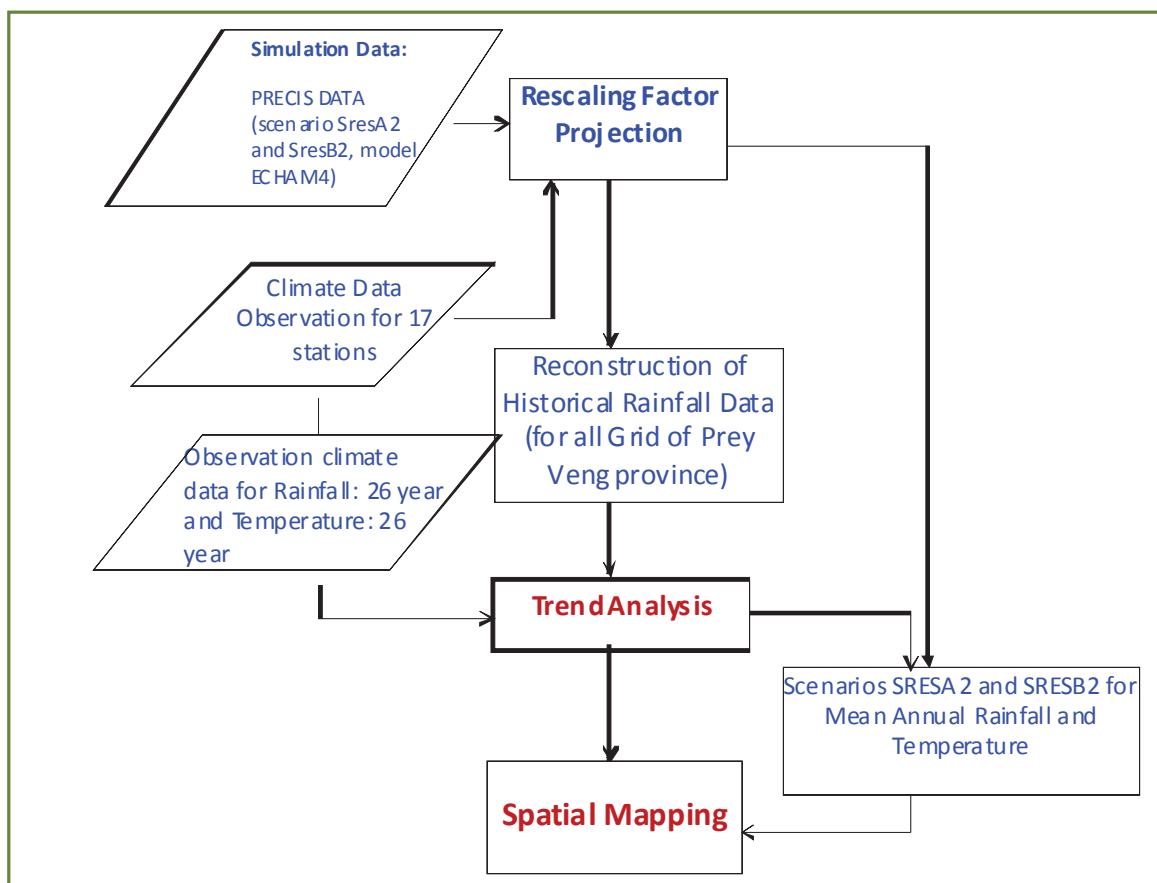 Simulation Data:
PRECIS DATA
(scenario SresA2
and SresB2, model
ECHAM4)
Rescaling Factor
Projection
Climate Data
Observation for 17
stations
Reconstruction of
Historical Rainfall Data
(for all Grid of Prey
Veng province)
Observation climate
data for Rainfall: 26 year
and Temperature: 26
year
Trend Analysis
Scenarios SRESA2 and SRESB2 for
Mean Annual Rainfall and
Temperature
Spatial Mapping